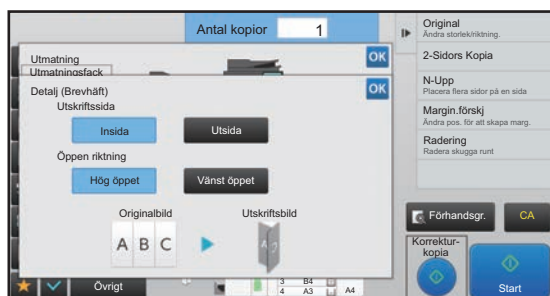 Antal kopior 1
Utmatning
OK
Utmatningsfack
Detalj (Brevhäft)
OK
Utskriftssida
Insida
Utsida
Öppen riktning
Hög öppet
Vänst öppet
Originalbild
Utskriftsbild
A B C
Övrigt
3 B4
4 A3
A4
Original
Ändra storlek/riktning.
2-Sidors Kopia
N-Upp
Placera flera sidor på en sida
Margin.förskj
Ändra pos. för att skapa marg.
Radering
Radera skugga runt
Förhandsgr.
CA
Korrektur-
kopia
Start